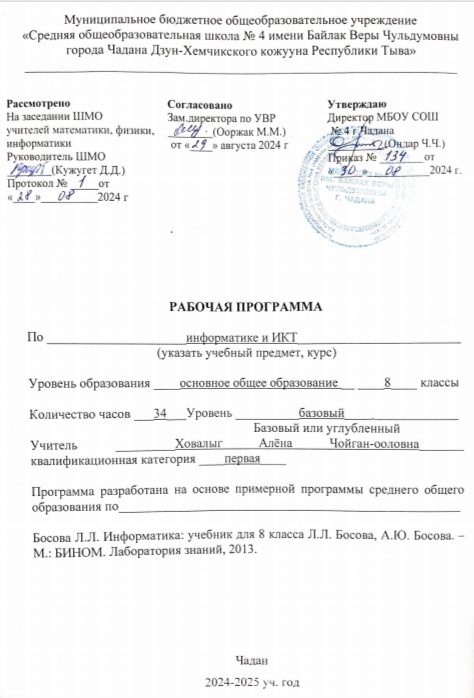 Муниципальное бюджетное общеобразовательное учреждение
«Средняя общеобразовательная школа № 4 имени Байлак Веры Чульдумовны
города Чадана Дзун-Хемчикского кожууна Республики Тыва»
Рассмотрено
На заседании ШМО
учителей математики, физики,
информатики
Руководитель ШМО
(Кужугет Д.Д.)
Протокол № 1 от
« 28 » 08 2024 г
Согласовано
Зам.директора по УВР
(Ооржак М.М.)
от « 29 » августа 2024 г
Утверждаю
Директор МБОУ СОШ
№ 4 г.Чадана
(Ондар Ч.Ч.)
Приказ № 134 от
« 30 » 08 2024 г.
ИМ. БАЙЛАК ВЕРЫ
ЧУЛЬДУМОВНЫ
Г. ЧАДАНА
РАБОЧАЯ ПРОГРАММА
По информатике и ИКТ
(указать учебный предмет, курс)
Уровень образования основное общее образование 8 классы
Количество часов 34 Уровень базовый
Базовый или углубленный
Учитель Ховалыг Алёна Чойган-ооловна
квалификационная категория первая
Программа разработана на основе примерной программы среднего общего
образования по
Босова Л.Л. Информатика: учебник для 8 класса Л.Л. Босова, А.Ю. Босова. –
М.: БИНОМ. Лаборатория знаний, 2013.
Чадан
2024-2025 уч. год